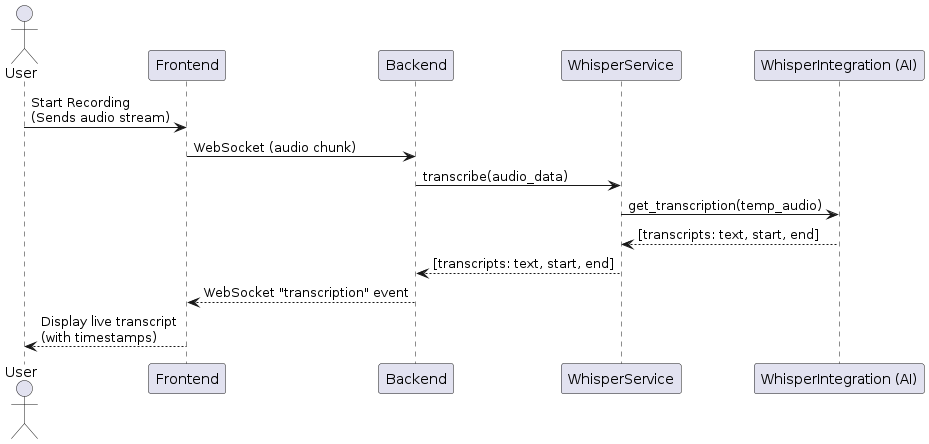 User
Frontend
Backend
WhisperService
WhisperIntegration (AI)
Start Recording
(Sends audio stream)
WebSocket (audio chunk)
transcribe(audio_data)
get_transcription(temp_audio)
[transcripts: text, start, end]
[transcripts: text, start, end]
WebSocket "transcription" event
Display live transcript
(with timestamps)
User
Frontend
Backend
WhisperService
WhisperIntegration (AI)